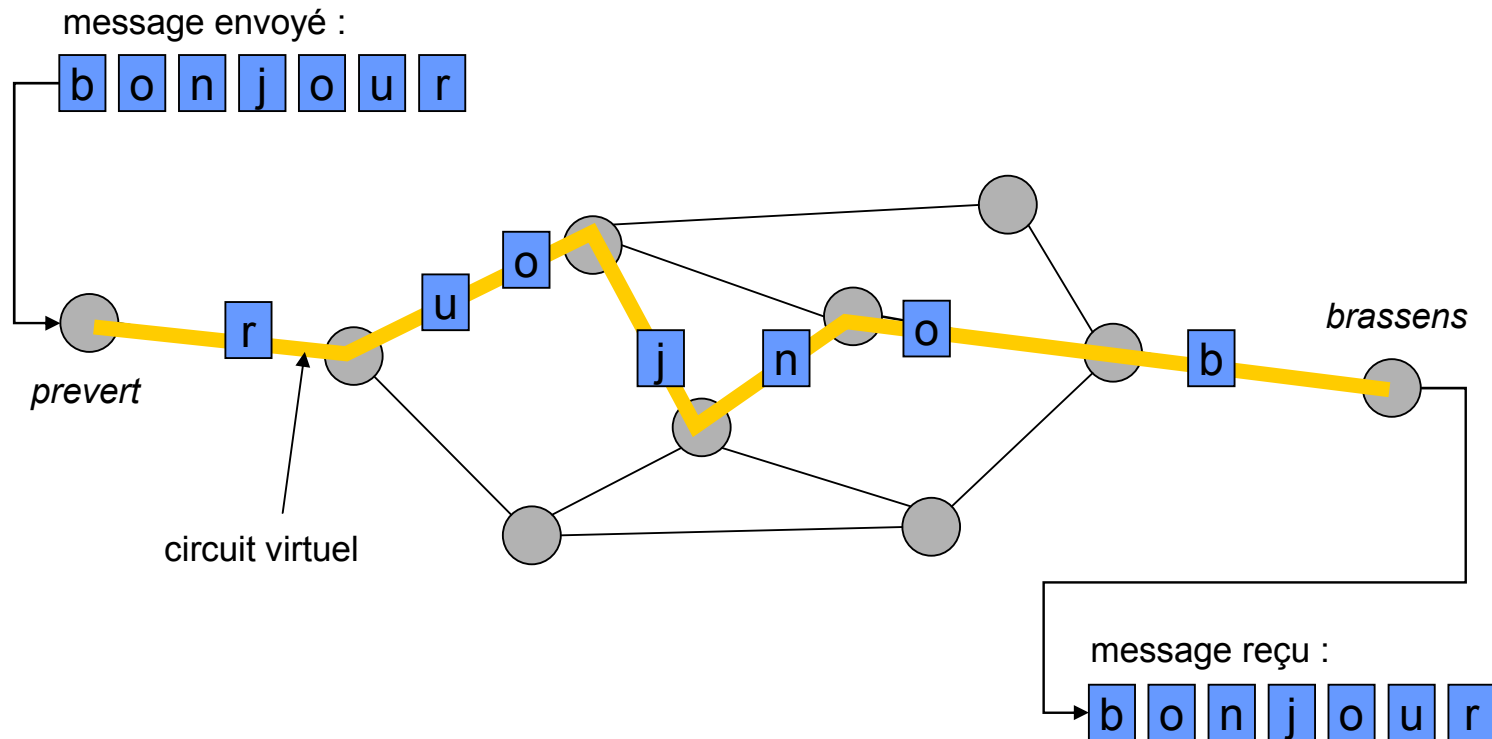 message envoyé :
b o n j o u r
o
u
j
n
o
b
r
brassens
prevert
circuit virtuel
message reçu :
b o n j o u r